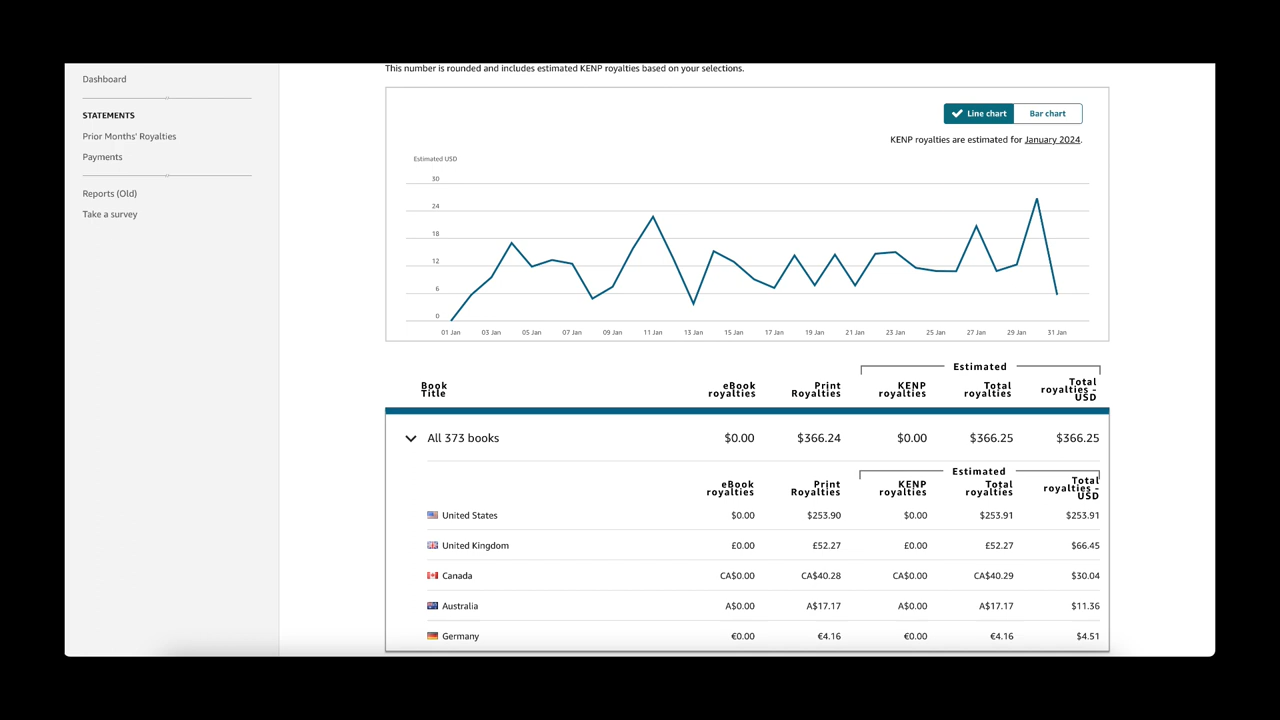 This number is rounded and includes estimated KENP royalties based on your selections.
Dashboard
STATEMENTS
Prior Months' Royalties
Payments
Reports (Old)
Take a survey
Line chart
Bar chart
KENP royalties are estimated for January 2024.
Estimated USD
30
24
18
12
6
0
01 Jan 03 Jan 05 Jan 07 Jan 09 Jan 11 Jan 13 Jan 15 Jan 17 Jan 19 Jan 21 Jan 23 Jan 25 Jan 27 Jan 29 Jan 31 Jan
Estimated
Book Title eBook royalties Print Royalties KENP royalties Total royalties Total royalties - USD
All 373 books $0.00 $366.24 $0.00 $366.25 $366.25
Estimated
eBook royalties Print Royalties KENP royalties Total royalties Total royalties - USD
United States $0.00 $253.90 $0.00 $253.91 $253.91
United Kingdom £0.00 £52.27 £0.00 £52.27 $66.45
Canada CA$0.00 CA$40.28 CA$0.00 CA$40.29 $30.04
Australia A$0.00 A$17.17 A$0.00 A$17.17 $11.36
Germany €0.00 €4.16 €0.00 €4.16 $4.51